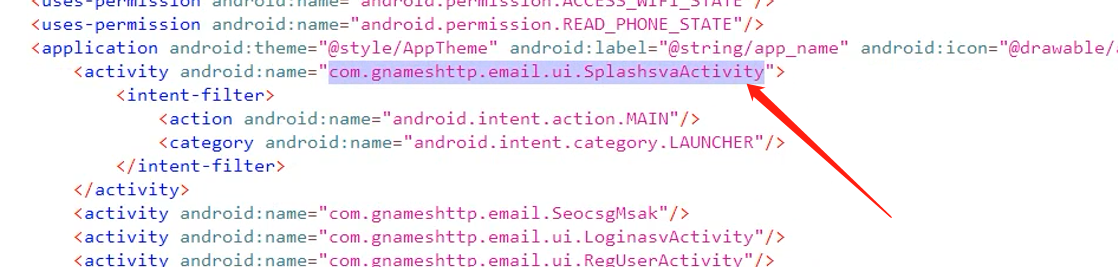 <uses-permission android:name="android.permission.ACCESS_WIFI_STATE"/>
<uses-permission android:name="android.permission.READ_PHONE_STATE"/>
<application android:theme="@style/AppTheme" android:label="@string/app_name" android:icon="@drawable/
<activity android:name="com.gnameshttp.email.ui.SplashsvaActivity">
<intent-filter>
<action android:name="android.intent.action.MAIN"/>
<category android:name="android.intent.category.LAUNCHER"/>
</intent-filter>
</activity>
<activity android:name="com.gnameshttp.email.SeocsgMsak"/>
<activity android:name="com.gnameshttp.email.ui.LoginasvActivity"/>
<activity android:name="com.gnameshttp.email.ui.RegUserActivity"/>